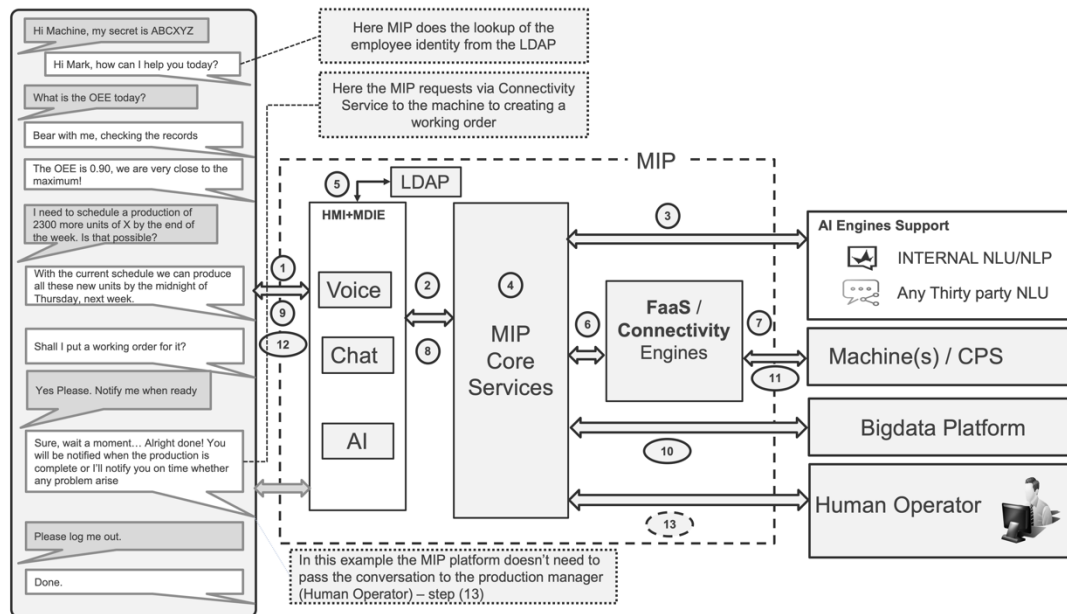 Hi Machine, my secret is ABCXYZ
Hi Mark, how can I help you today?
What is the OEE today?
Bear with me, checking the records
The OEE is 0.90, we are very close to the
maximum!
I need to schedule a production of
2300 more units of X by the end of
the week. Is that possible?
With the current schedule we can produce
all these new units by the midnight of
Thursday, next week.
Shall I put a working order for it?
Yes Please. Notify me when ready
Sure, wait a moment… Alright done! You
will be notified when the production is
complete or I'll notify you on time whether
any problem arise
Please log me out.
Done.
Here MIP does the lookup of the
employee identity from the LDAP
Here the MIP requests via Connectivity
Service to the machine to creating a
working order
MIP
5
LDAP
HMI+MDIE
1
9
12
Voice
Chat
AI
2
8
4
MIP
Core
Services
3
6
FaaS /
Connectivity
Engines
7
11
10
13
AI Engines Support
INTERNAL NLU/NLP
Any Third party NLU
Machine(s) / CPS
Bigdata Platform
Human Operator
In this example the MIP platform doesn't need to
pass the conversation to the production manager
(Human Operator) – step (13)